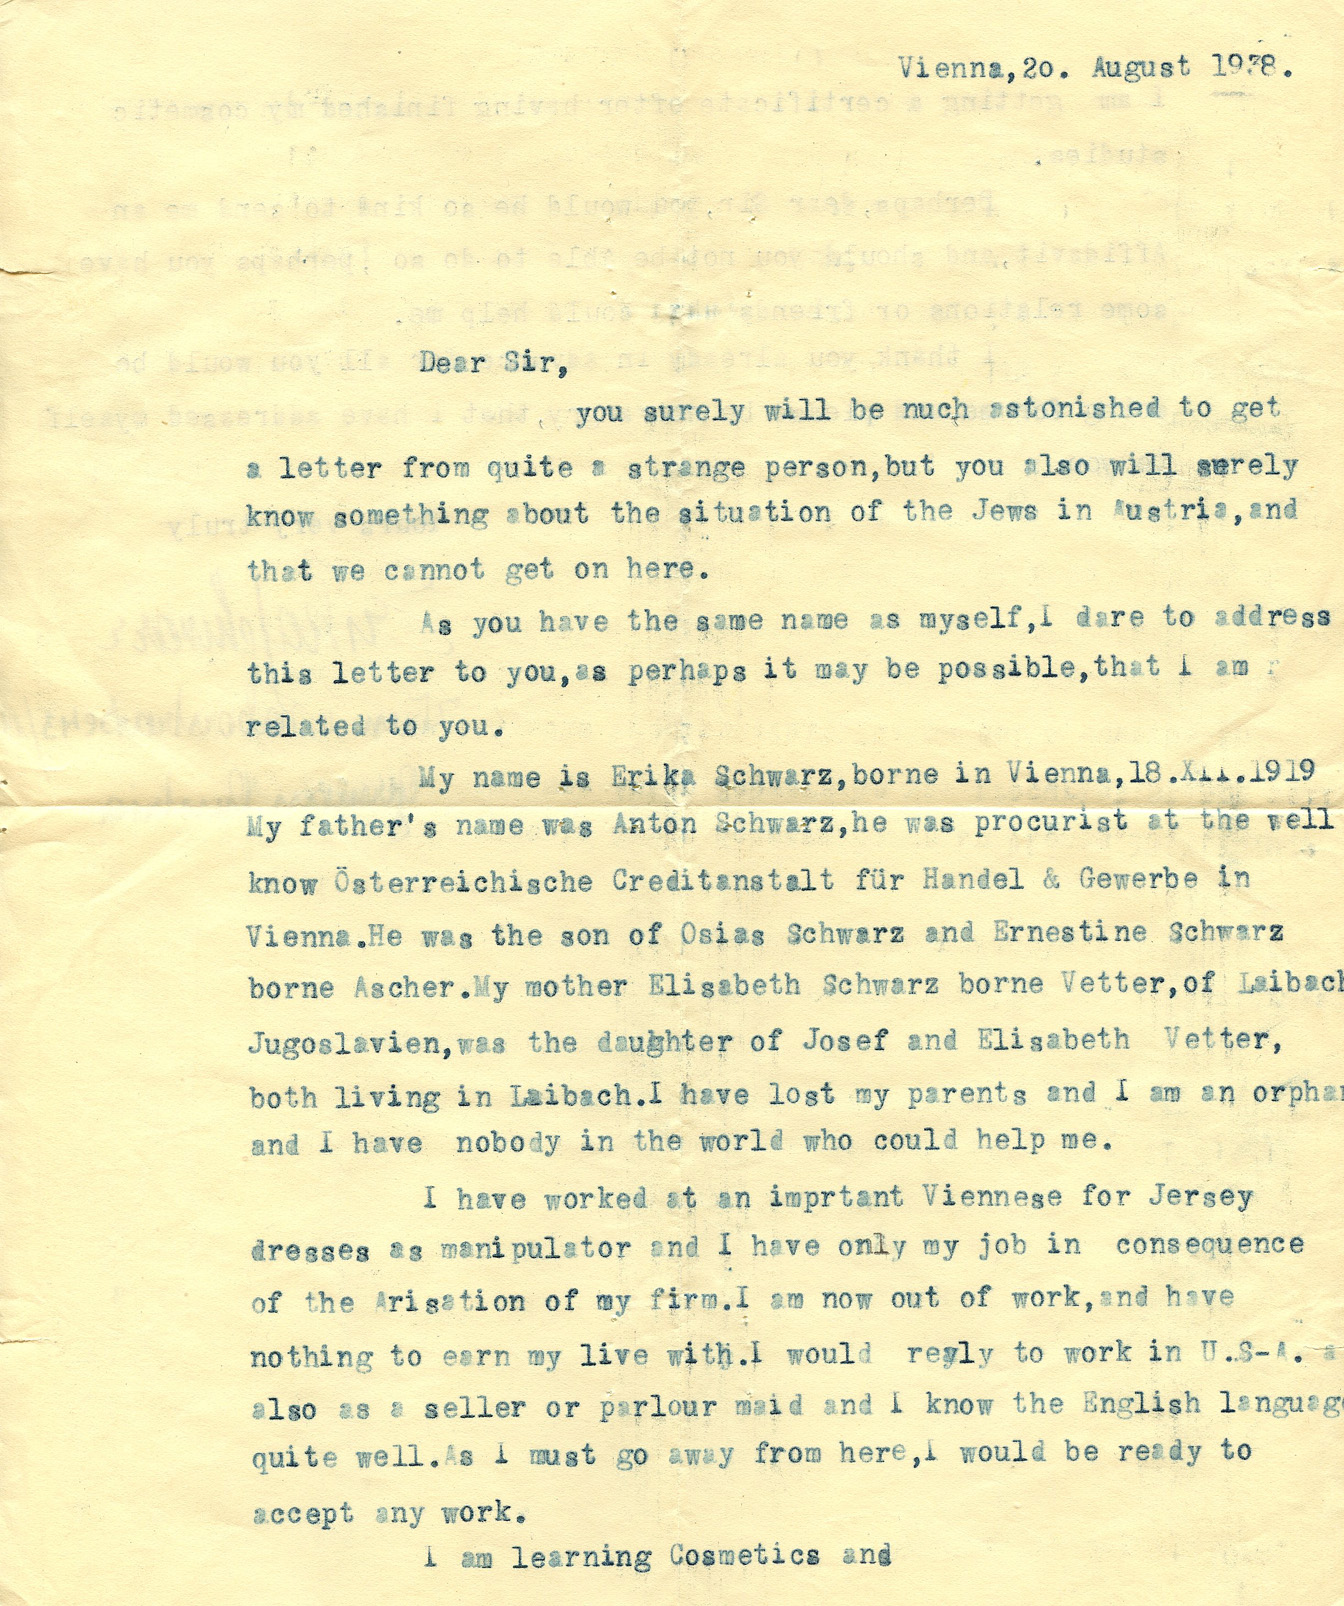 Vienna,2o. August 1938.
Dear Sir,
you surely will be nuch astonished to get
a letter from quite a strange person,but you also will surely
know something about the situation of the Jews in Austria,and
that we cannot get on here.
As you have the same name as myself,I dare to address
this letter to you,as perhaps it may be possible,that I am r
related to you.
My name is Erika Schwarz,borne in Vienna,18.XII.1919
My father's name was Anton Schwarz,he was procurist at the well
know Österreichische Creditanstalt für Handel & Gewerbe in
Vienna.He was the son of Osias Schwarz and Ernestine Schwarz
borne Ascher.My mother Elisabeth Schwarz borne Vetter,of Laibach
Jugoslavien,was the daughter of Josef and Elisabeth Vetter,
both living in Laibach.I have lost my parents and I am an orphan
and I have nobody in the world who could help me.
I have worked at an imprtant Viennese for Jersey
dresses as manipulator and I have only my job in consequence
of the Arisation of my firm.I am now out of work,and have
nothing to earn my live with.I would reyly to work in U.S-A. a
also as a seller or parlour maid and I know the English language
quite well.As I must go away from here,I would be ready to
accept any work.
I am learning Cosmetics and